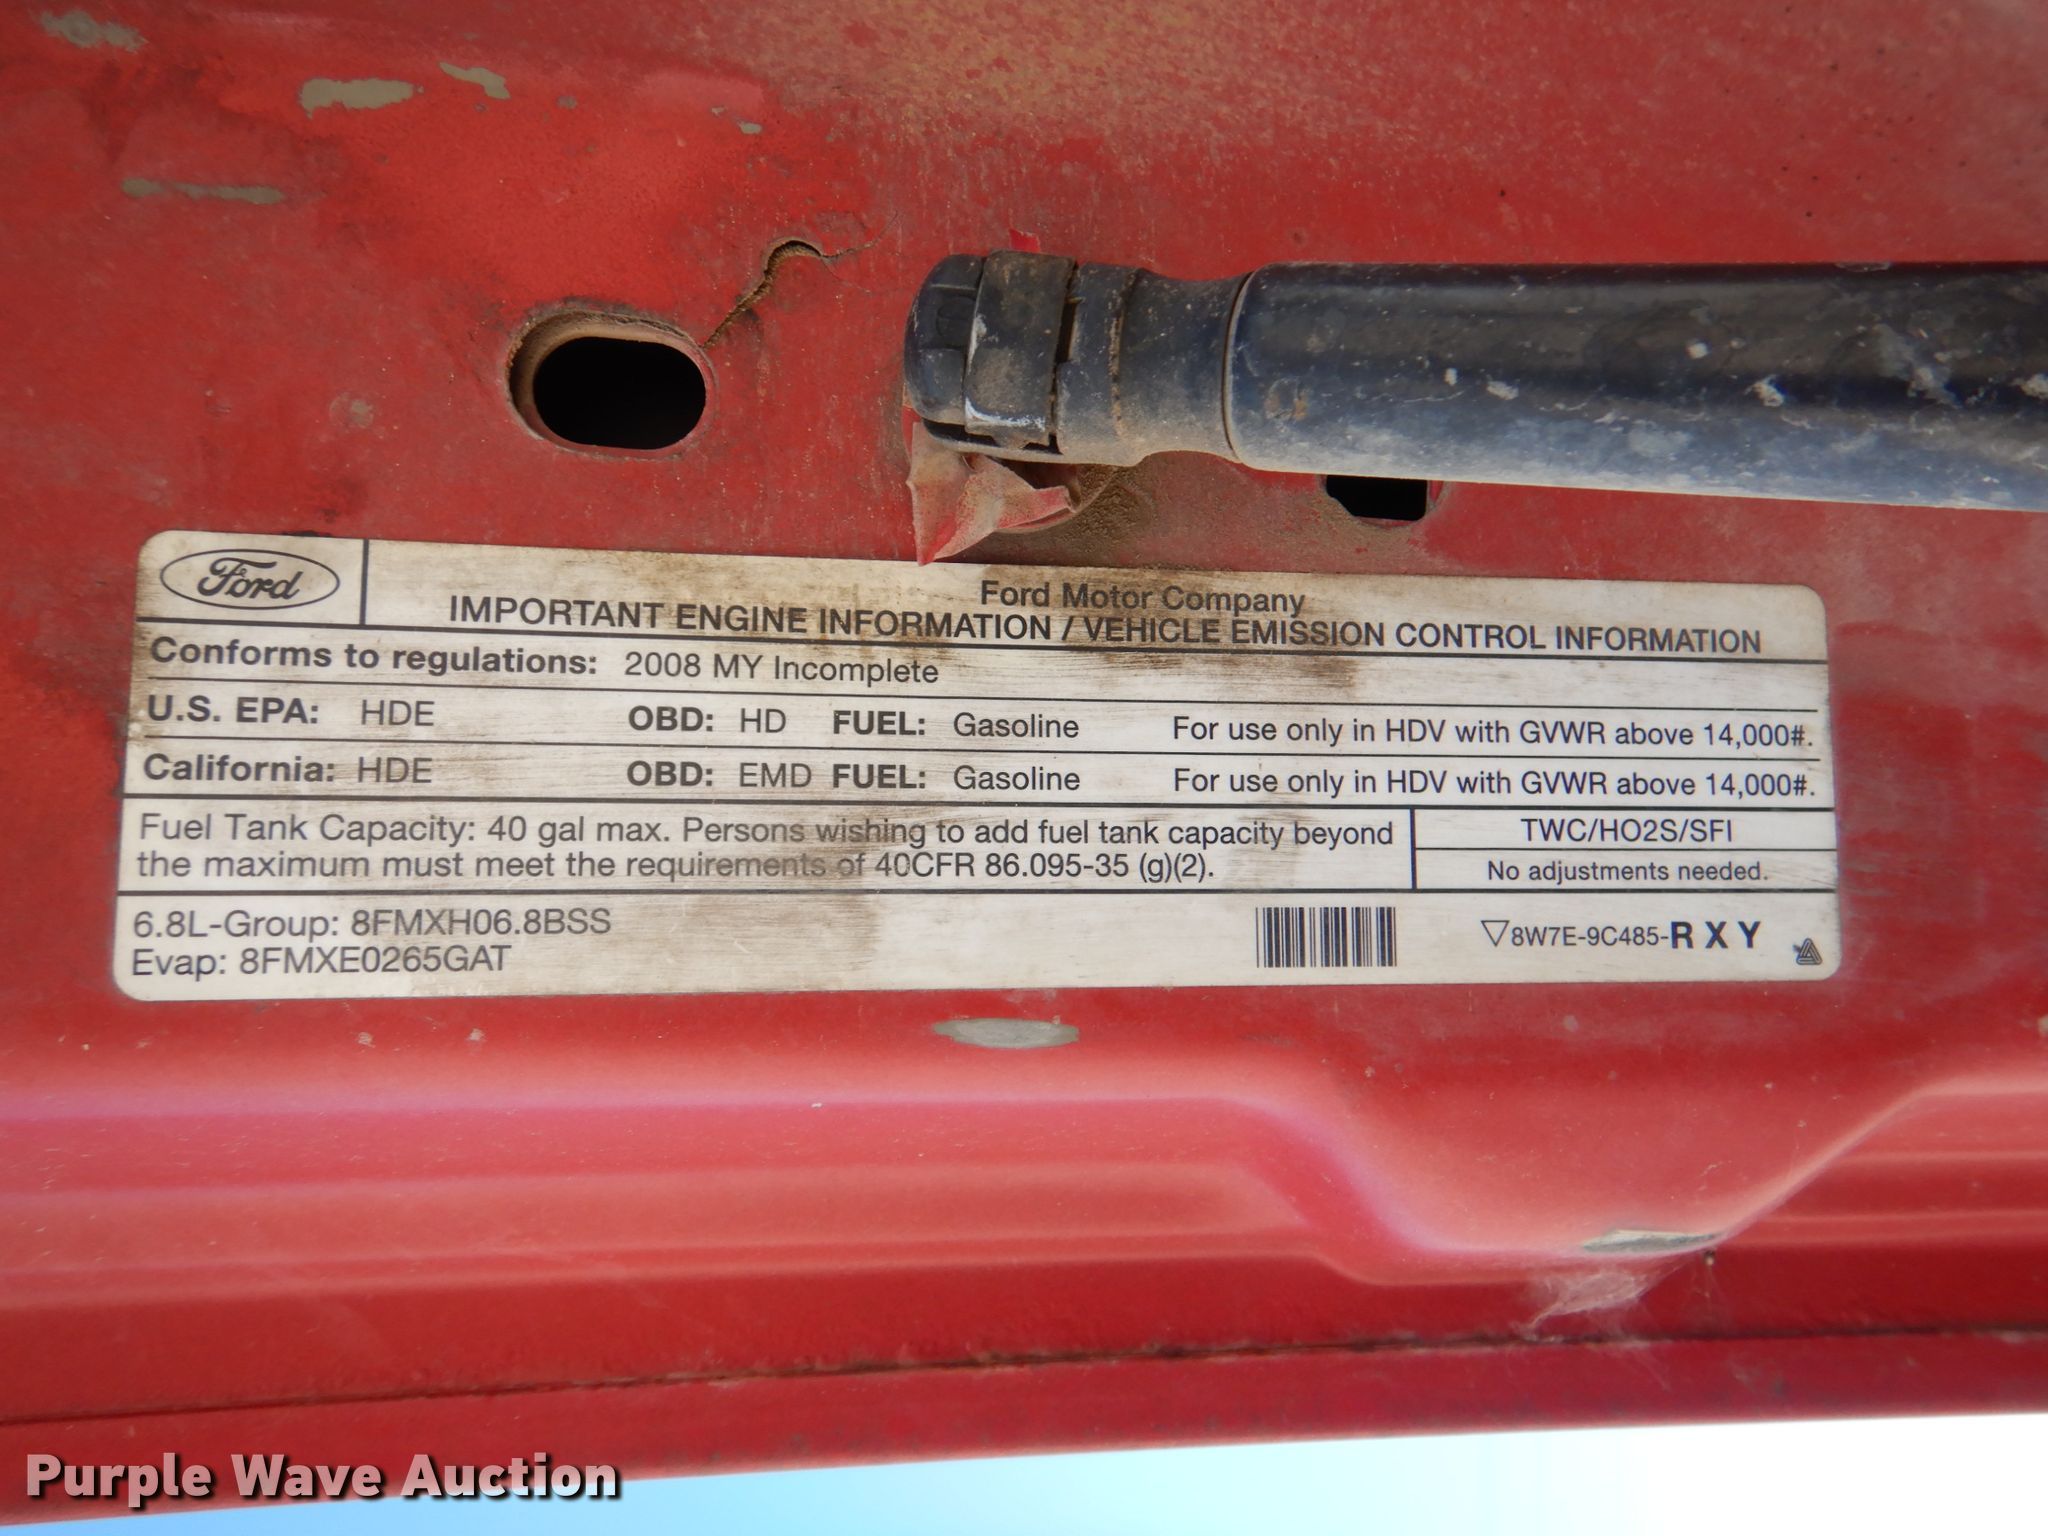 Ford
Ford Motor Company
IMPORTANT ENGINE INFORMATION / VEHICLE EMISSION CONTROL INFORMATION
Conforms to regulations: 2008 MY Incomplete
U.S. EPA: HDE OBD: HD FUEL: Gasoline For use only in HDV with GVWR above 14,000#.
California: HDE OBD: EMD FUEL: Gasoline For use only in HDV with GVWR above 14,000#.
Fuel Tank Capacity: 40 gal max. Persons wishing to add fuel tank capacity beyond
the maximum must meet the requirements of 40CFR 86.095-35 (g)(2).
TWC/HO2S/SFI
No adjustments needed.
6.8L-Group: 8FMXH06.8BSS
Evap: 8FMXE0265GAT
▽8W7E-9C485-R X Y
Purple Wave Auction